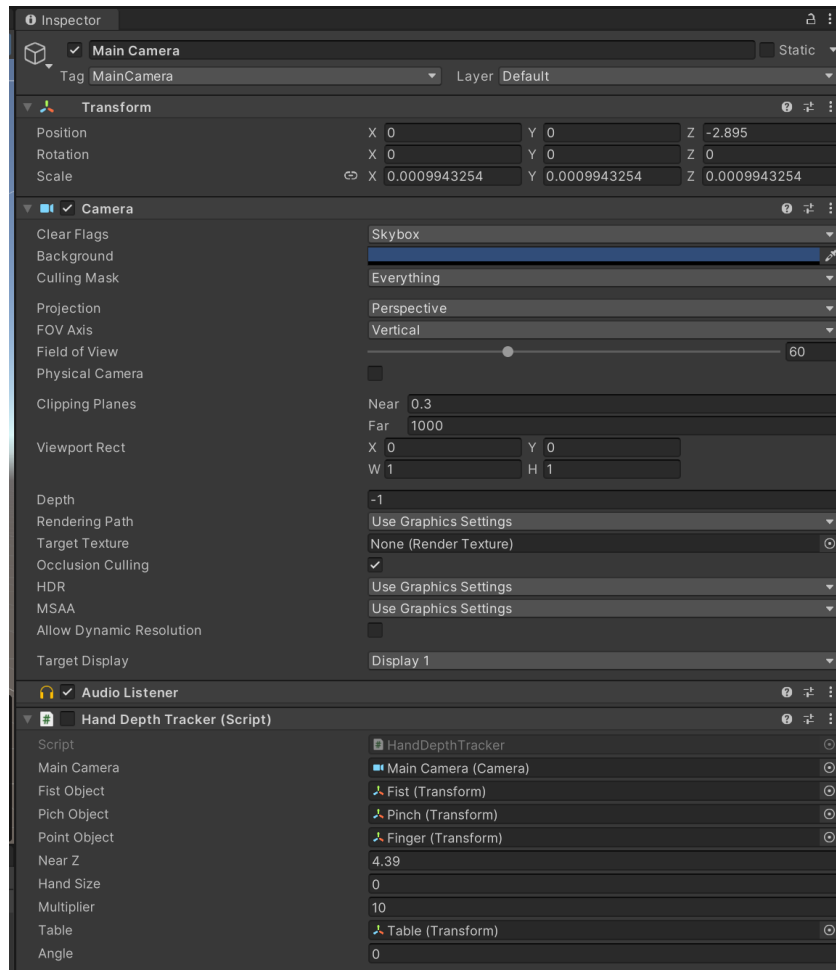 Inspector
Main Camera Static
Tag MainCamera Layer Default
Transform
Position X 0 Y 0 Z -2.895
Rotation X 0 Y 0 Z 0
Scale X 0.0009943254 Y 0.0009943254 Z 0.0009943254
Camera
Clear Flags Skybox
Background
Culling Mask Everything
Projection Perspective
FOV Axis Vertical
Field of View 60
Physical Camera
Clipping Planes Near 0.3
Far 1000
Viewport Rect X 0 Y 0
W 1 H 1
Depth -1
Rendering Path Use Graphics Settings
Target Texture None (Render Texture)
Occlusion Culling
HDR Use Graphics Settings
MSAA Use Graphics Settings
Allow Dynamic Resolution
Target Display Display 1
Audio Listener
# Hand Depth Tracker (Script)
Script # HandDepthTracker
Main Camera Main Camera (Camera)
Fist Object Fist (Transform)
Pich Object Pinch (Transform)
Point Object Finger (Transform)
Near Z 4.39
Hand Size 0
Multiplier 10
Table Table (Transform)
Angle 0